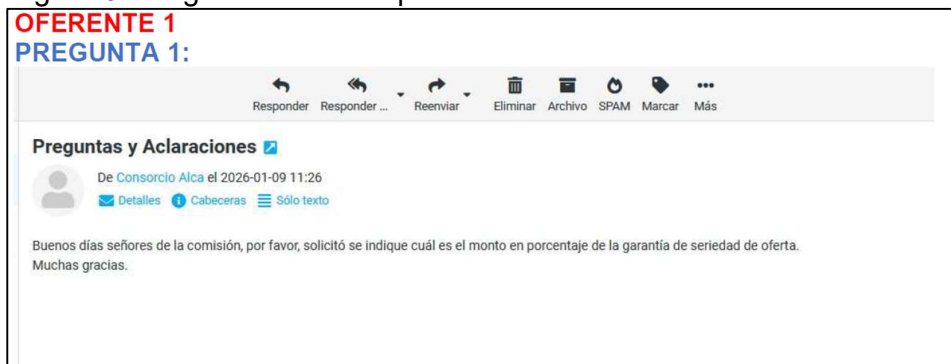 OFERENTE 1
PREGUNTA 1:
Responder Responder ... Reenviar Eliminar Archivo SPAM Marcar Más
Preguntas y Aclaraciones
De Consorcio Alca el 2026-01-09 11:26
Detalles Cabeceras Sólo texto
Buenos días señores de la comisión, por favor, solicitó se indique cuál es el monto en porcentaje de la garantía de seriedad de oferta.
Muchas gracias.